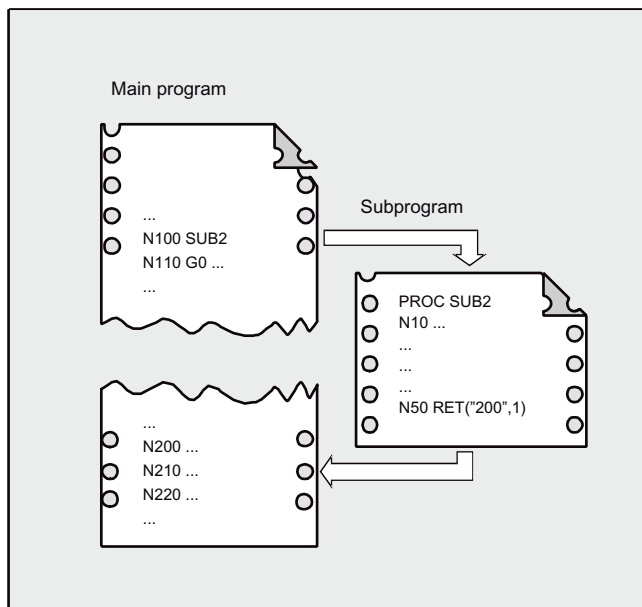 Main program
...
N100 SUB2
N110 G0 ...
...
Subprogram
PROC SUB2
N10 ...
...
...
...
N50 RET("200",1)
...
N200 ...
N210 ...
N220 ...
...